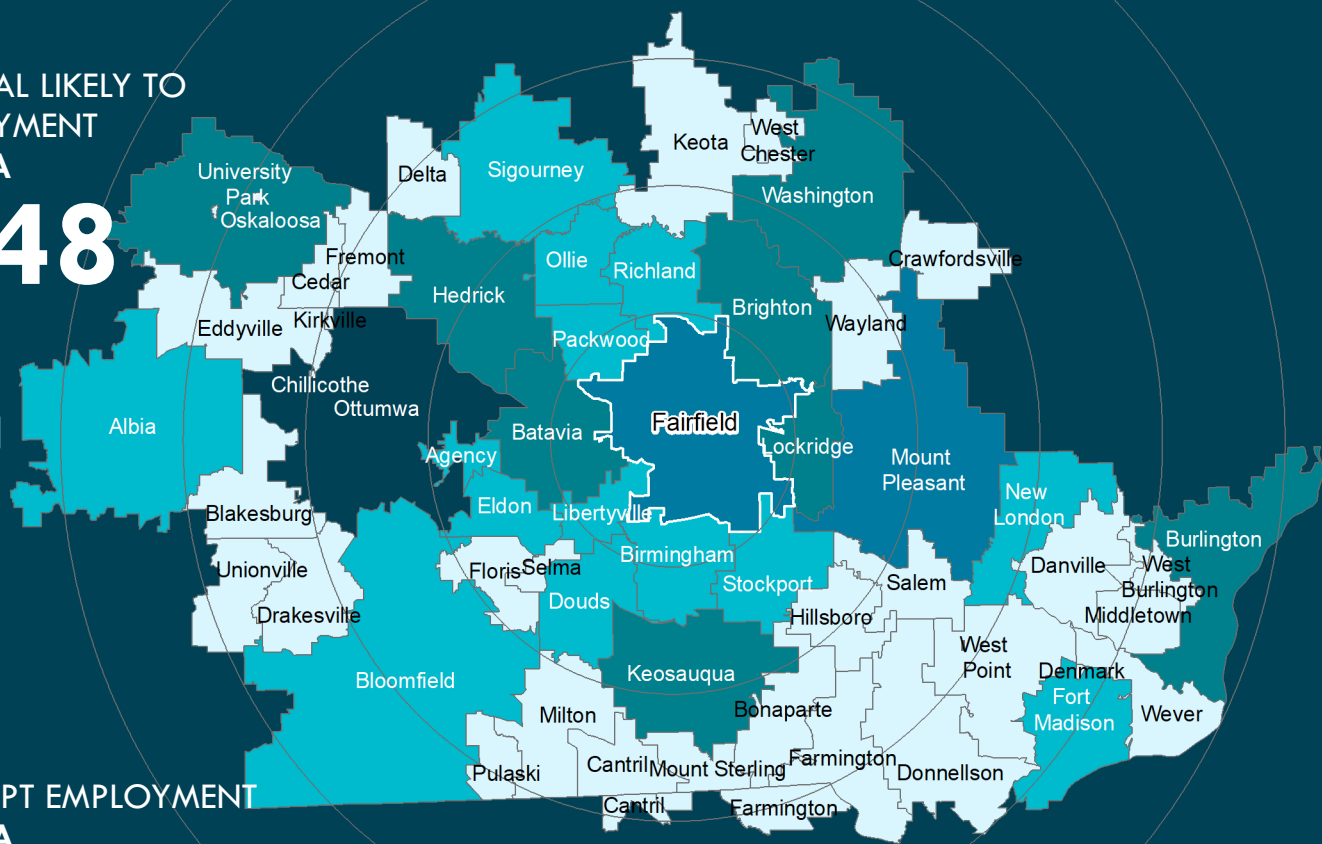 AL LIKELY TO
YMENT
A
48
PT EMPLOYMENT
A
Keota
West
Chester
Delta
Sigourney
University
Park
Oskaloosa
Washington
Fremont
Cedar
Ollie
Richland
Crawfordsville
Hedrick
Brighton
Eddyville
Kirkville
Wayland
Packwood
Chillicothe
Ottumwa
Albia
Fairfield
Batavia
Lockridge
Agency
Mount
Pleasant
New
London
Eldon
Libertyville
Blakesburg
Burlington
Birmingham
Unionville
Floris
Selma
Stockport
Salem
Danville
West
Burlington
Middletown
Drakesville
Douds
Hillsboro
West
Point
Bloomfield
Keosauqua
Denmark
Fort
Madison
Milton
Bonaparte
Wever
Pulaski
Cantril
Mount Sterling
Farmington
Donnellson
Cantril
Farmington